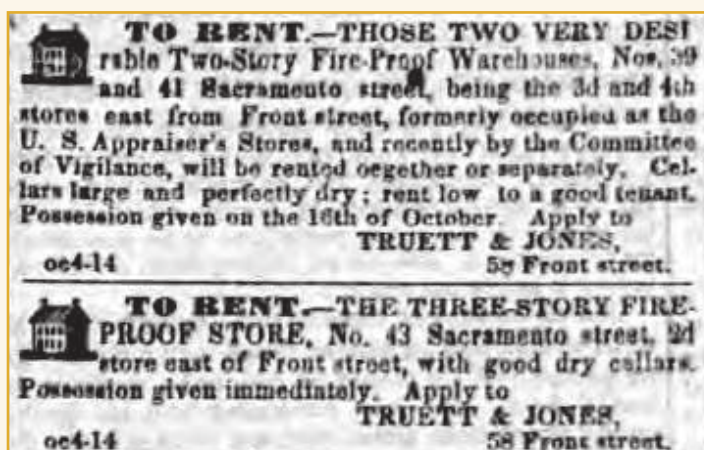 TO RENT.—THOSE TWO VERY DESI
rable Two-Story Fire-Proof Warehouses, Nos. 39
and 41 Sacramento street, being the 3d and 4th
stores east from Front street, formerly occupied as the
U. S. Appraiser's Stores, and recently by the Committee
of Vigilance, will be rented oegether or separately. Cel-
lars large and perfectly dry; rent low to a good tenant.
Possession given on the 16th of October. Apply to
TRUETT & JONES,
oc4-14 58 Front street.
TO RENT.—THE THREE-STORY FIRE-
PROOF STORE, No. 43 Sacramento street, 2d
store east of Front street, with good dry cellars.
Possession given immediately. Apply to
TRUETT & JONES,
oc4-14 58 Front street.